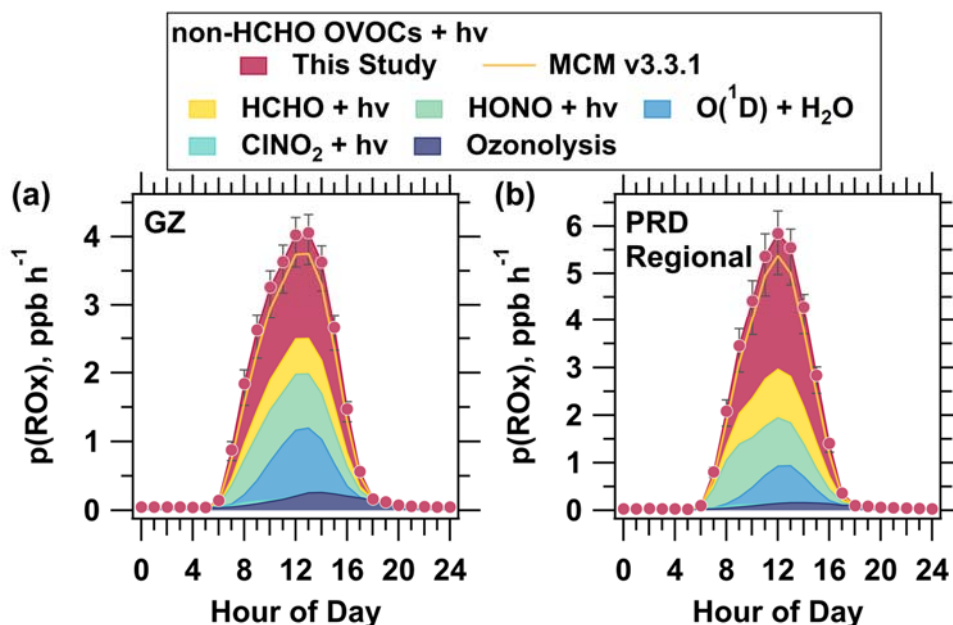 non-HCHO OVOCs + hv
This Study MCM v3.3.1
HCHO + hv HONO + hv O(¹D) + H₂O
ClNO₂ + hv Ozonolysis
(a) (b)
GZ
PRD
Regional
p(ROx), ppb h⁻¹
4
3
2
1
0
0 4 8 12 16 20 24
Hour of Day
p(ROx), ppb h⁻¹
6
5
4
3
2
1
0
0 4 8 12 16 20 24
Hour of Day